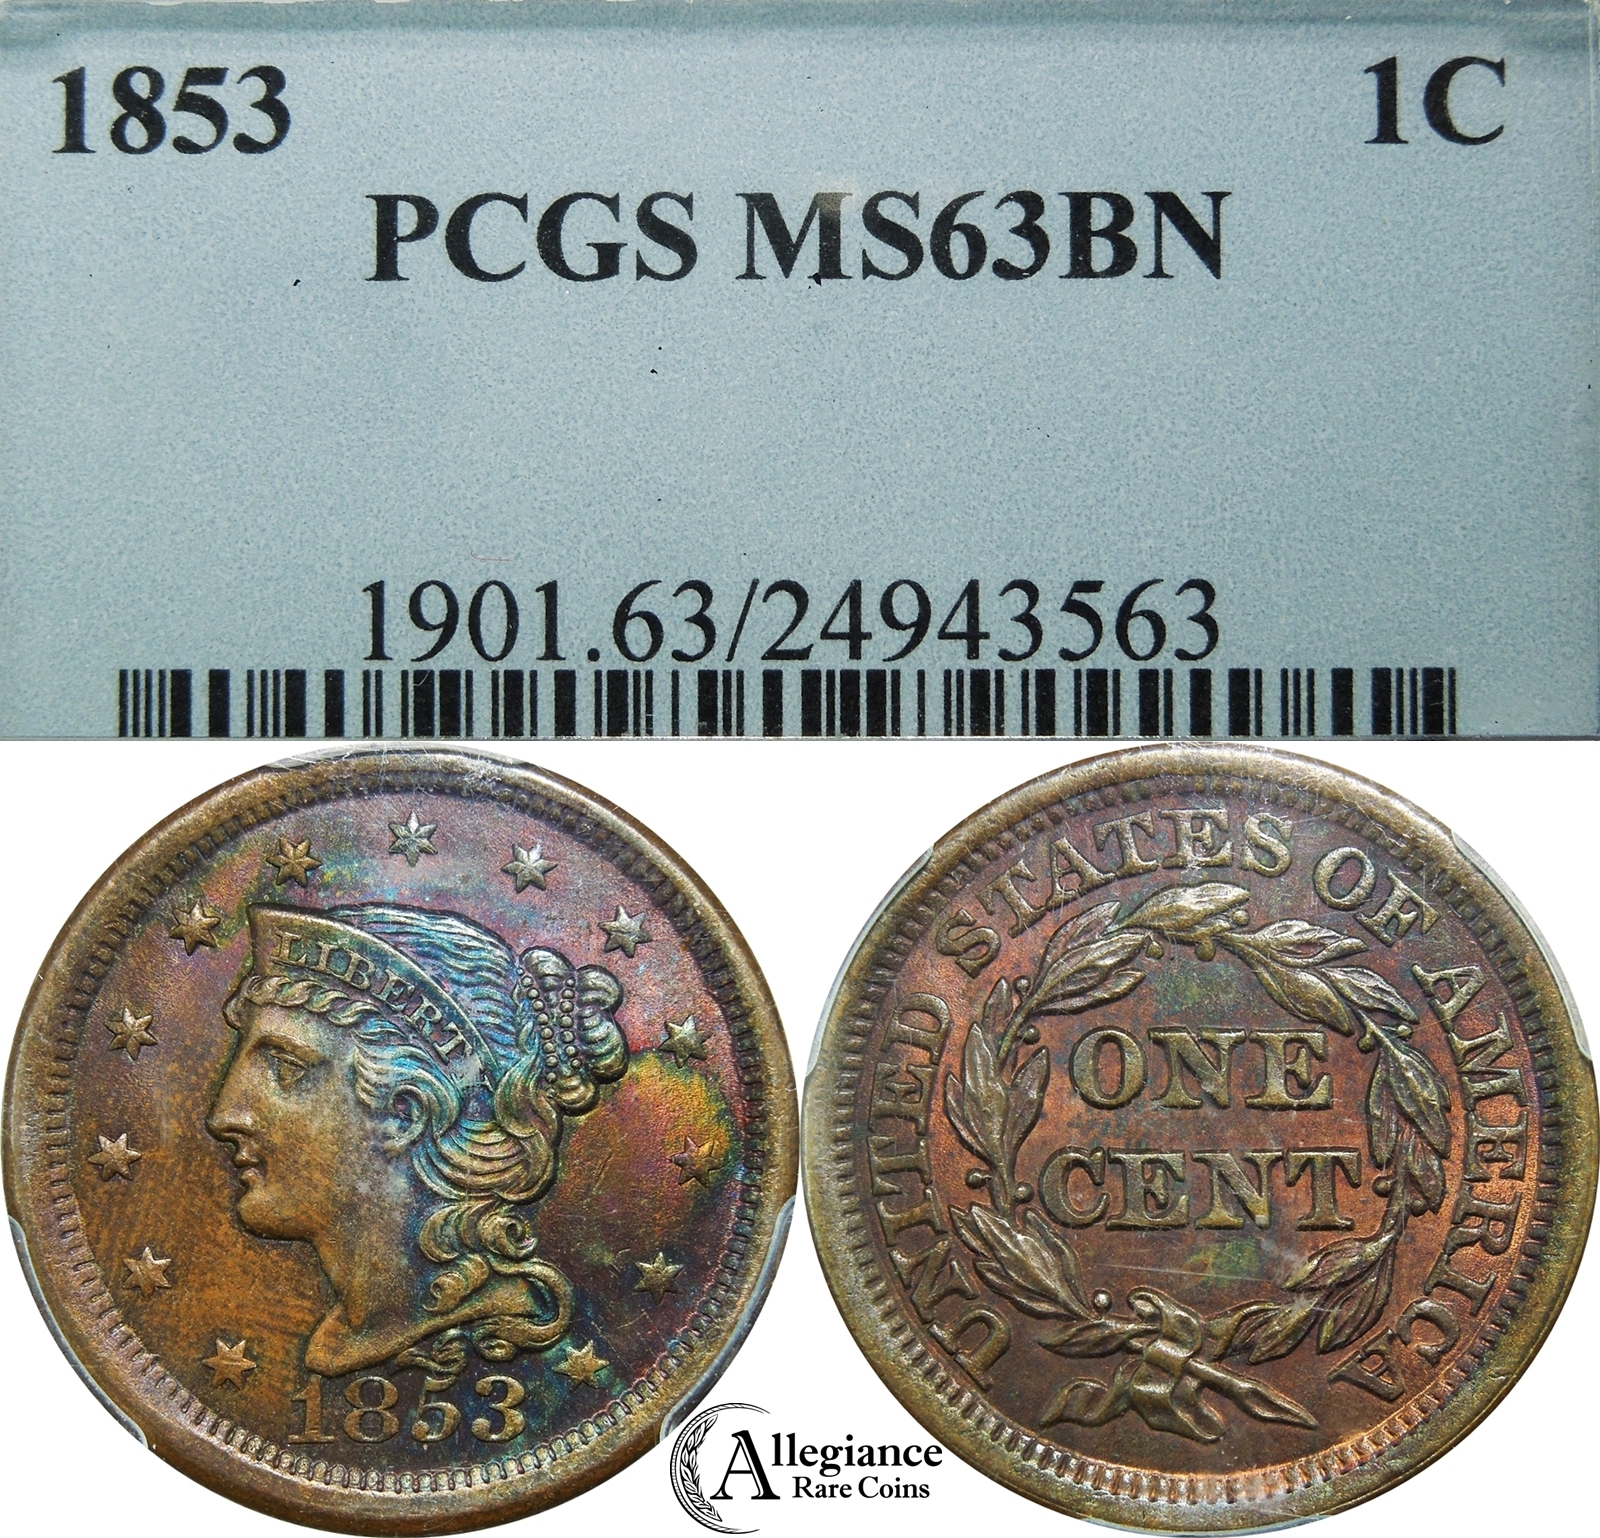 1853 1C
PCGS MS63BN
1901.63/24943563
LIBERTY
1853
UNITED STATES OF AMERICA
ONE
CENT
Allegiance
Rare Coins